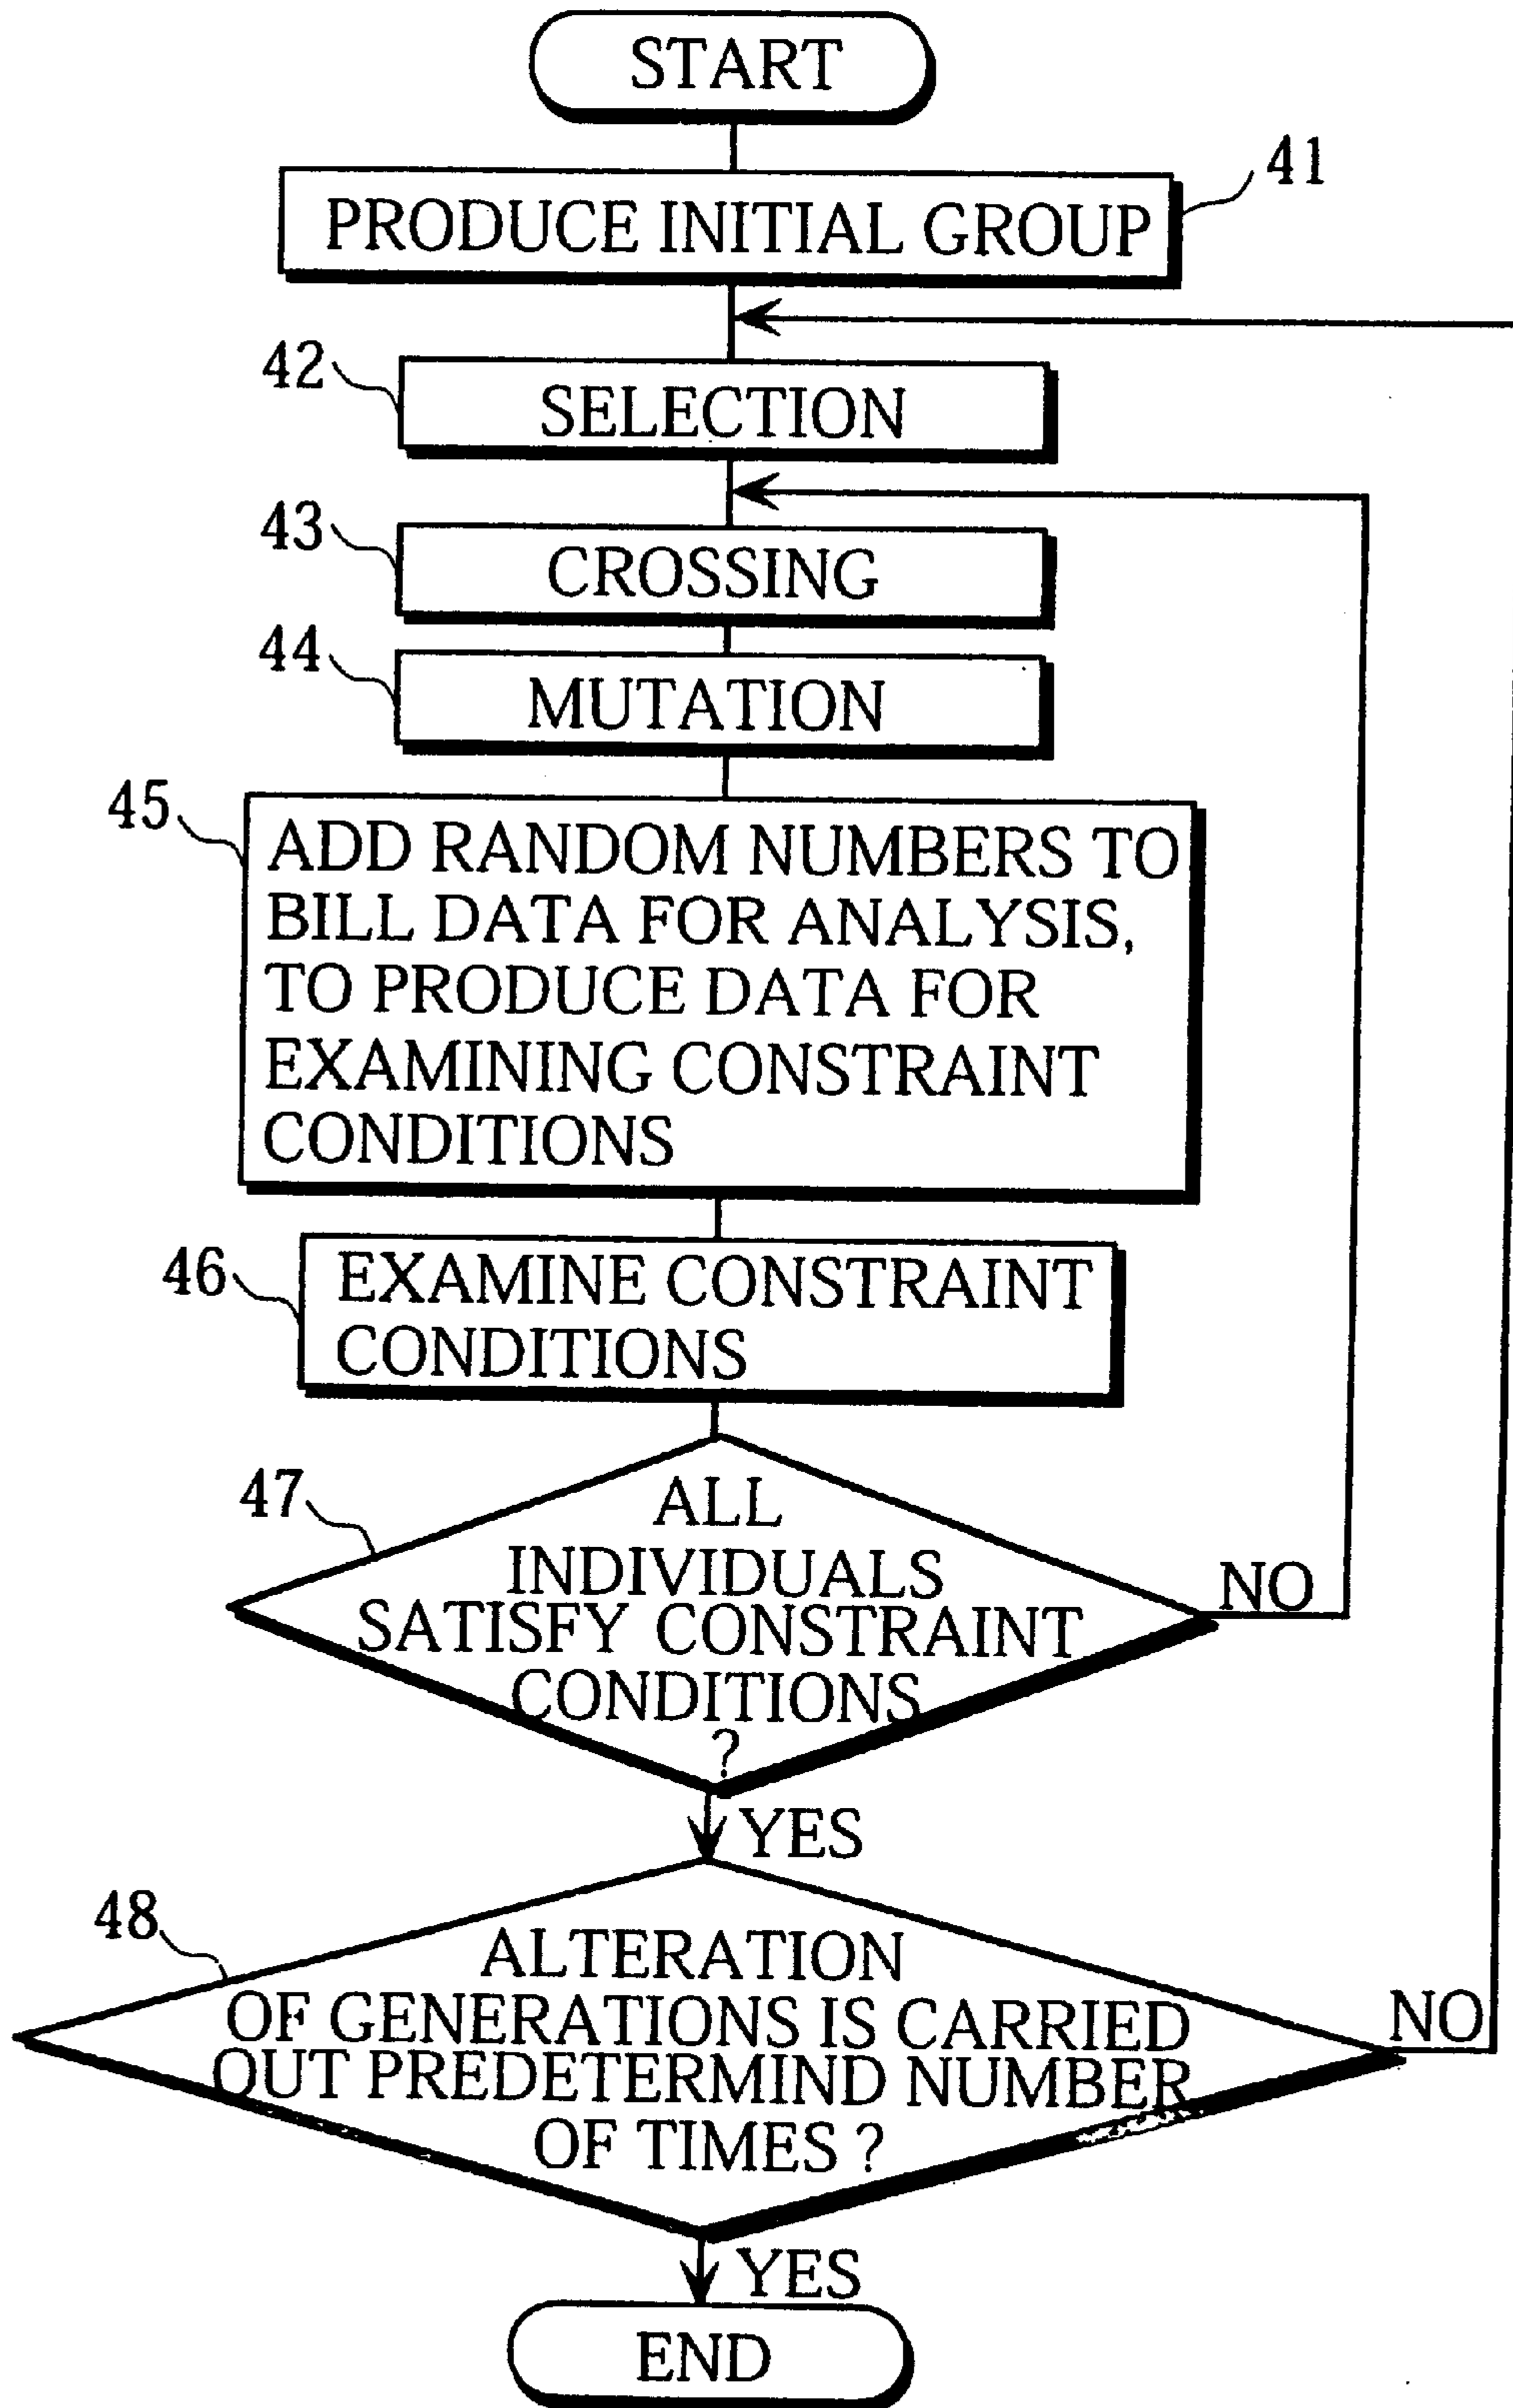 START
41
PRODUCE INITIAL GROUP
42
SELECTION
43
CROSSING
44
MUTATION
45
ADD RANDOM NUMBERS TO
BILL DATA FOR ANALYSIS,
TO PRODUCE DATA FOR
EXAMINING CONSTRAINT
CONDITIONS
46
EXAMINE CONSTRAINT
CONDITIONS
47
ALL
INDIVIDUALS
SATISFY CONSTRAINT
CONDITIONS
?
NO
YES
48
ALTERATION
OF GENERATIONS IS CARRIED
OUT PREDETERMIND NUMBER
OF TIMES ?
NO
YES
END